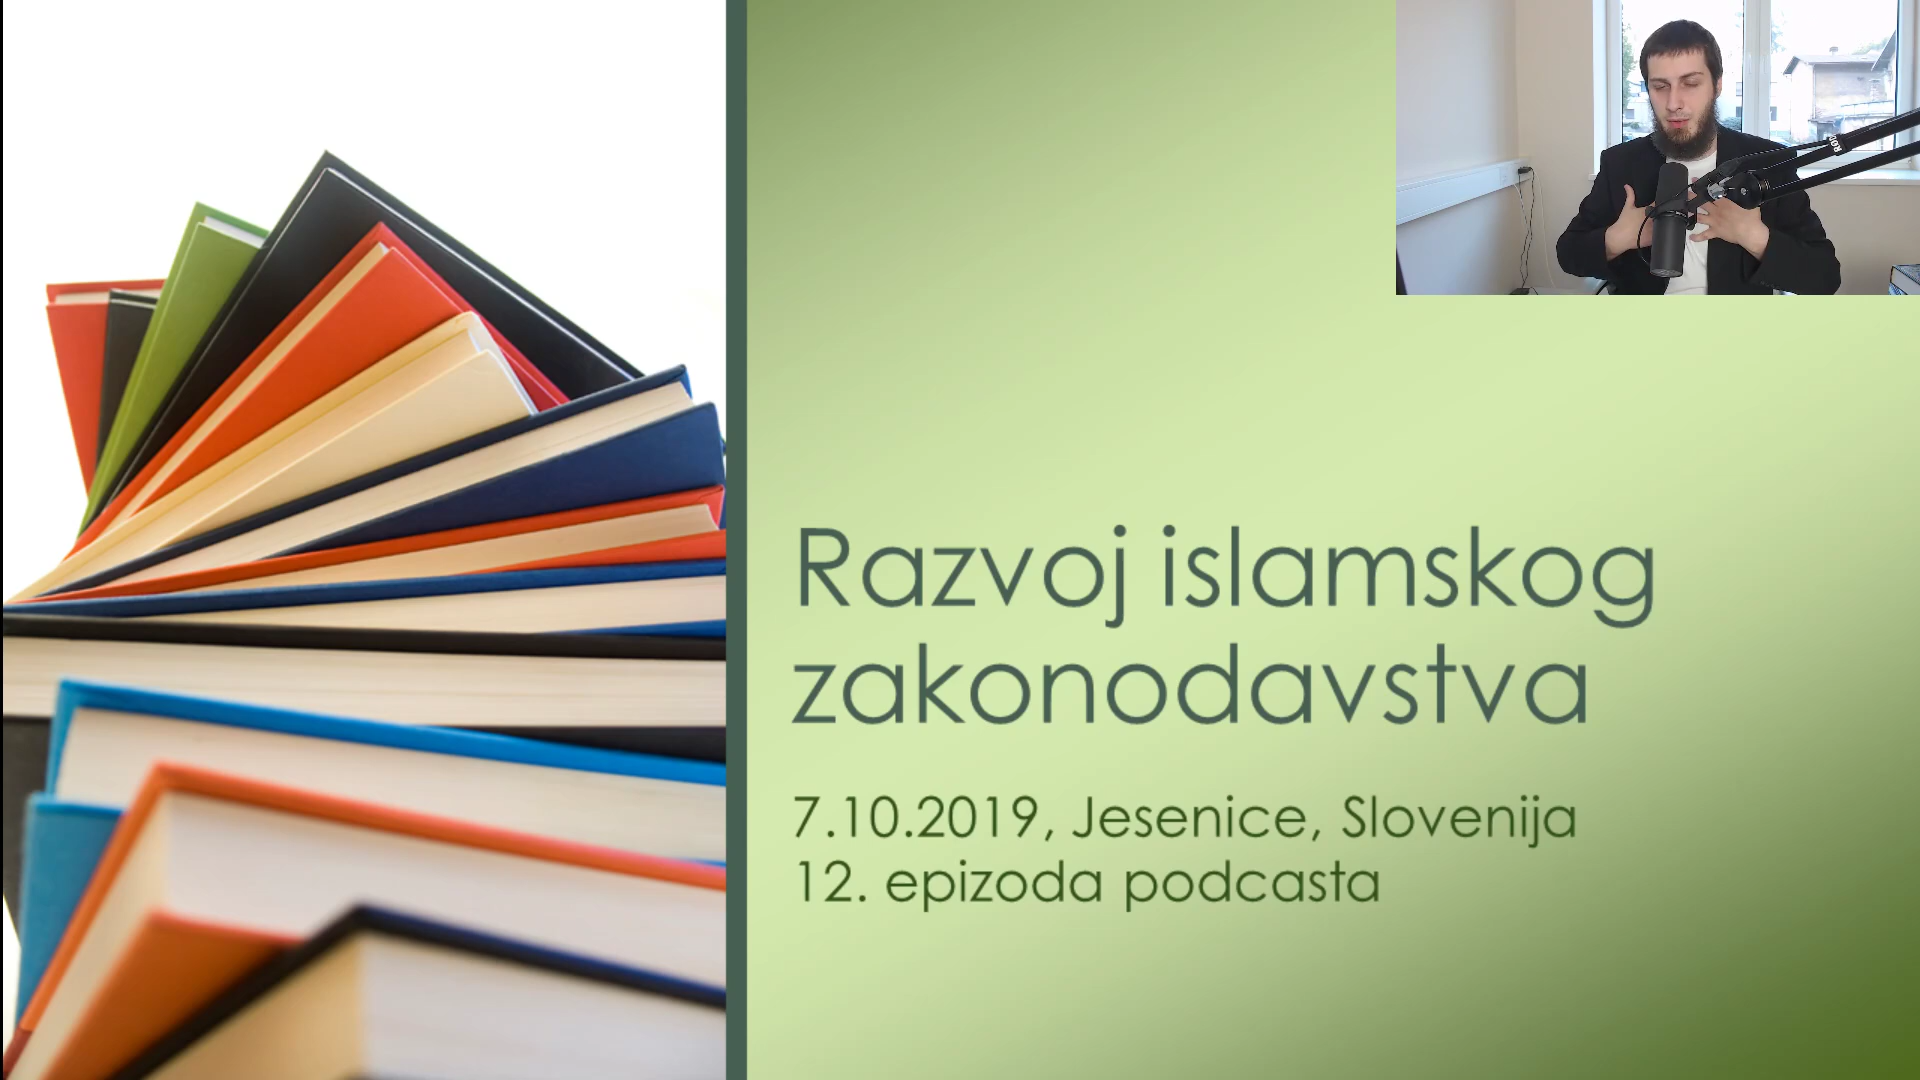 Razvoj islamskog
zakonodavstva
7.10.2019, Jesenice, Slovenija
12. epizoda podcasta